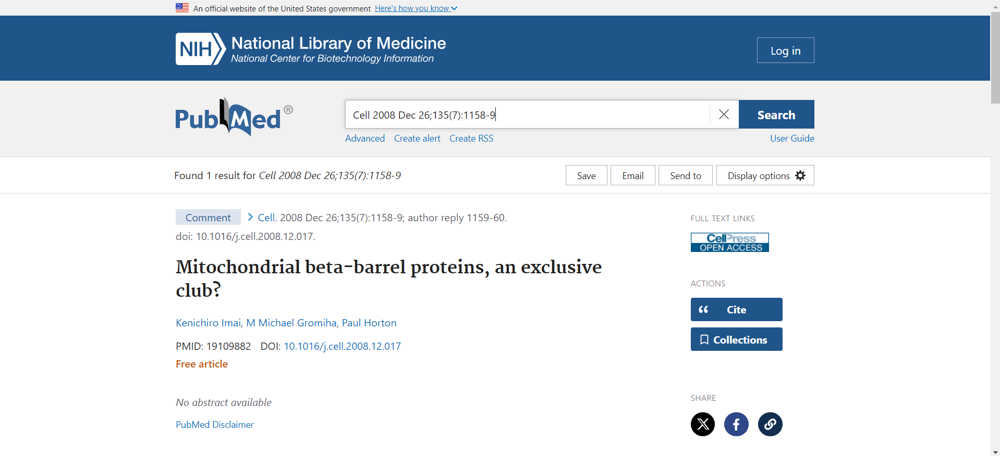 An official website of the United States government Here's how you know
NIH National Library of Medicine
National Center for Biotechnology Information
Log in
PubMed®
Cell 2008 Dec 26;135(7):1158-9
Search
Advanced Create alert Create RSS
User Guide
Found 1 result for Cell 2008 Dec 26;135(7):1158-9
Save
Email
Send to
Display options
Comment > Cell. 2008 Dec 26;135(7):1158-9; author reply 1159-60.
doi: 10.1016/j.cell.2008.12.017.
Mitochondrial beta-barrel proteins, an exclusive
club?
Kenichiro Imai, M Michael Gromiha, Paul Horton
PMID: 19109882 DOI: 10.1016/j.cell.2008.12.017
Free article
No abstract available
PubMed Disclaimer
FULL TEXT LINKS
CellPress
OPEN ACCESS
ACTIONS
Cite
Collections
SHARE